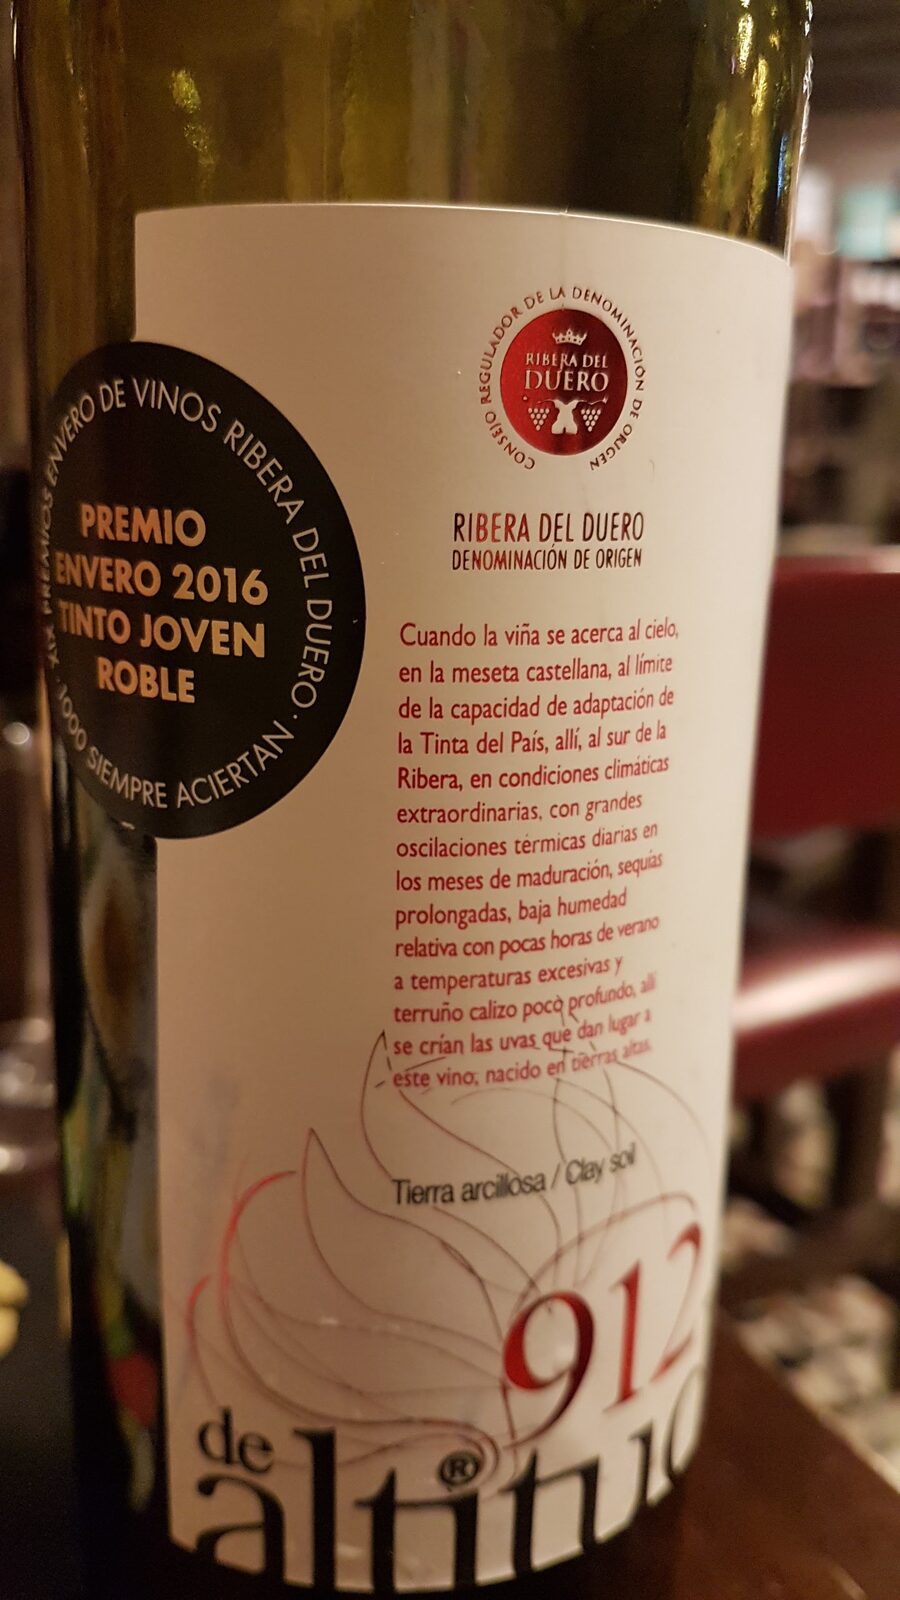 CONSEJO REGULADOR DE LA DENOMINACIÓN DE ORIGEN
RIBERA DEL
DUERO
RIBERA DEL DUERO
DENOMINACIÓN DE ORIGEN
PREMIOS ENVERO DE VINOS RIBERA DEL DUERO ·
1000 SIEMPRE ACIERTAN
PREMIO
ENVERO 2016
TINTO JOVEN
ROBLE
Cuando la viña se acerca al cielo,
en la meseta castellana, al límite
de la capacidad de adaptación de
la Tinta del País, allí, al sur de la
Ribera, en condiciones climáticas
extraordinarias, con grandes
oscilaciones térmicas diarias en
los meses de maduración, sequías
prolongadas, baja humedad
relativa con pocas horas de verano
a temperaturas excesivas y
terruño calizo poco profundo, allí
se crían las uvas que dan lugar a
este vino, nacido en tierras altas.
Tierra arcillosa / Clay soil
912
de
altitud®